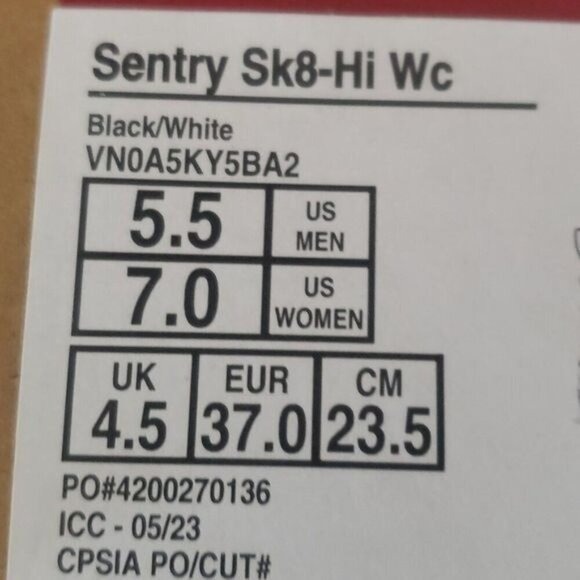 Sentry Sk8-Hi Wc
Black/White
VN0A5KY5BA2
5.5 US MEN
7.0 US WOMEN
UK EUR CM
4.5 37.0 23.5
PO#4200270136
ICC - 05/23
CPSIA PO/CUT#